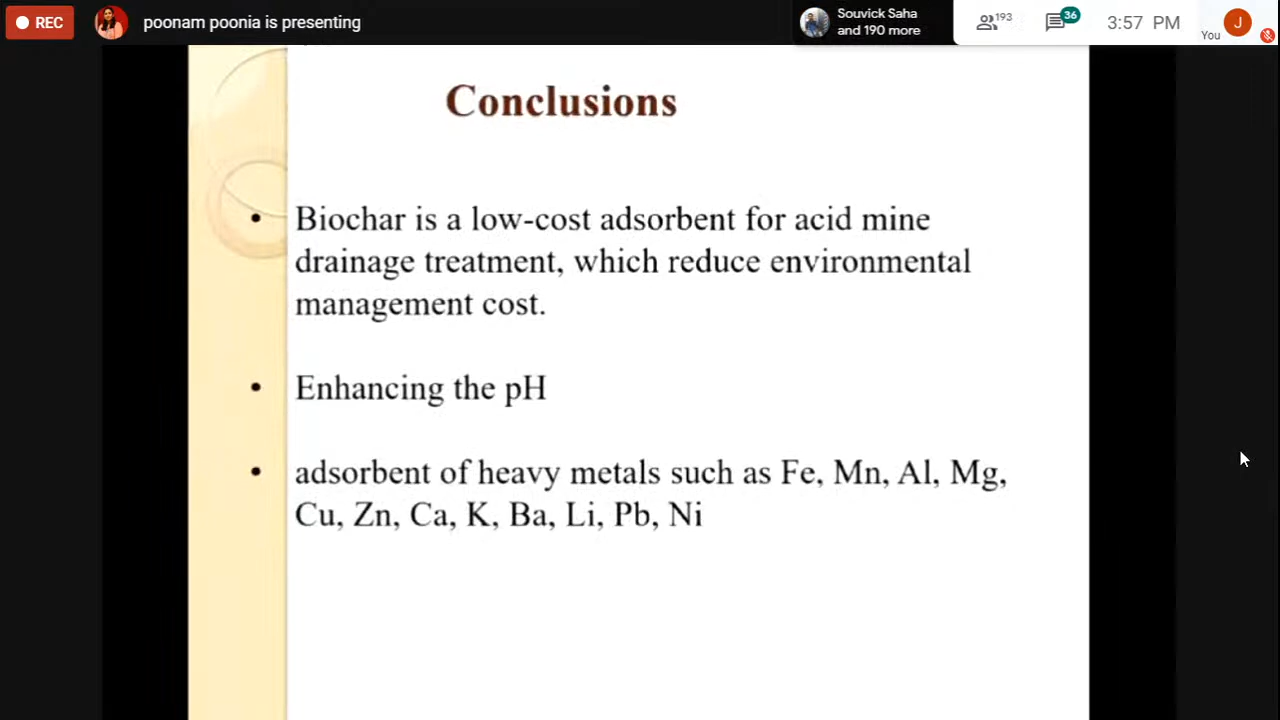 REC
poonam poonia is presenting
Souvick Saha
and 190 more
193
36
3:57 PM
You
J
Conclusions
• Biochar is a low-cost adsorbent for acid mine
drainage treatment, which reduce environmental
management cost.
• Enhancing the pH
• adsorbent of heavy metals such as Fe, Mn, Al, Mg,
Cu, Zn, Ca, K, Ba, Li, Pb, Ni